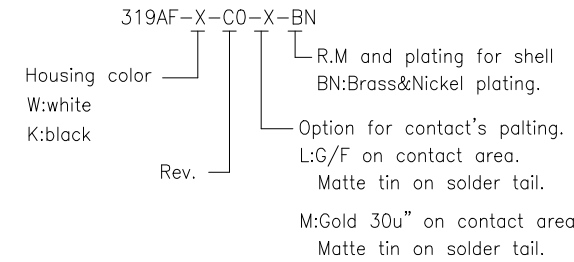 319AF-X-C0-X-BN
R.M and plating for shell
BN:Brass&Nickel plating.
Housing color
W:white
K:black
Option for contact's palting.
L:G/F on contact area.
Matte tin on solder tail.
Rev.
M:Gold 30u" on contact area
Matte tin on solder tail.